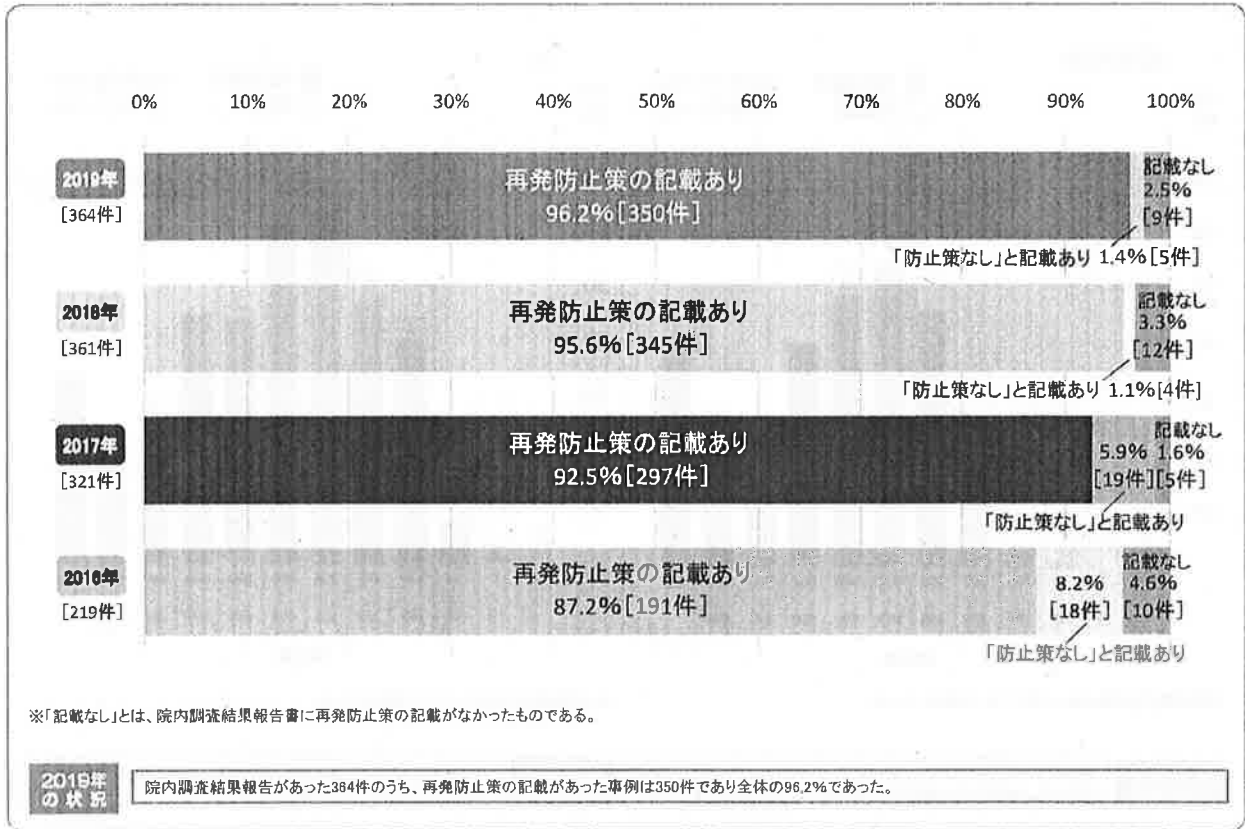 0% 10% 20% 30% 40% 50% 60% 70% 80% 90% 100%
2019年
[364件]
再発防止策の記載あり
96.2%[350件]
記載なし
2.5%
[9件]
「防止策なし」と記載あり 1.4%[5件]
2018年
[361件]
再発防止策の記載あり
95.6%[345件]
記載なし
3.3%
[12件]
「防止策なし」と記載あり 1.1%[4件]
2017年
[321件]
再発防止策の記載あり
92.5%[297件]
5.9%
[19件]
記載なし
1.6%
[5件]
「防止策なし」と記載あり
2016年
[219件]
再発防止策の記載あり
87.2%[191件]
8.2%
[18件]
記載なし
4.6%
[10件]
「防止策なし」と記載あり
※「記載なし」とは、院内調査結果報告書に再発防止策の記載がなかったものである。
2019年
の状況
院内調査結果報告があった364件のうち、再発防止策の記載があった事例は350件であり全体の96.2%であった。